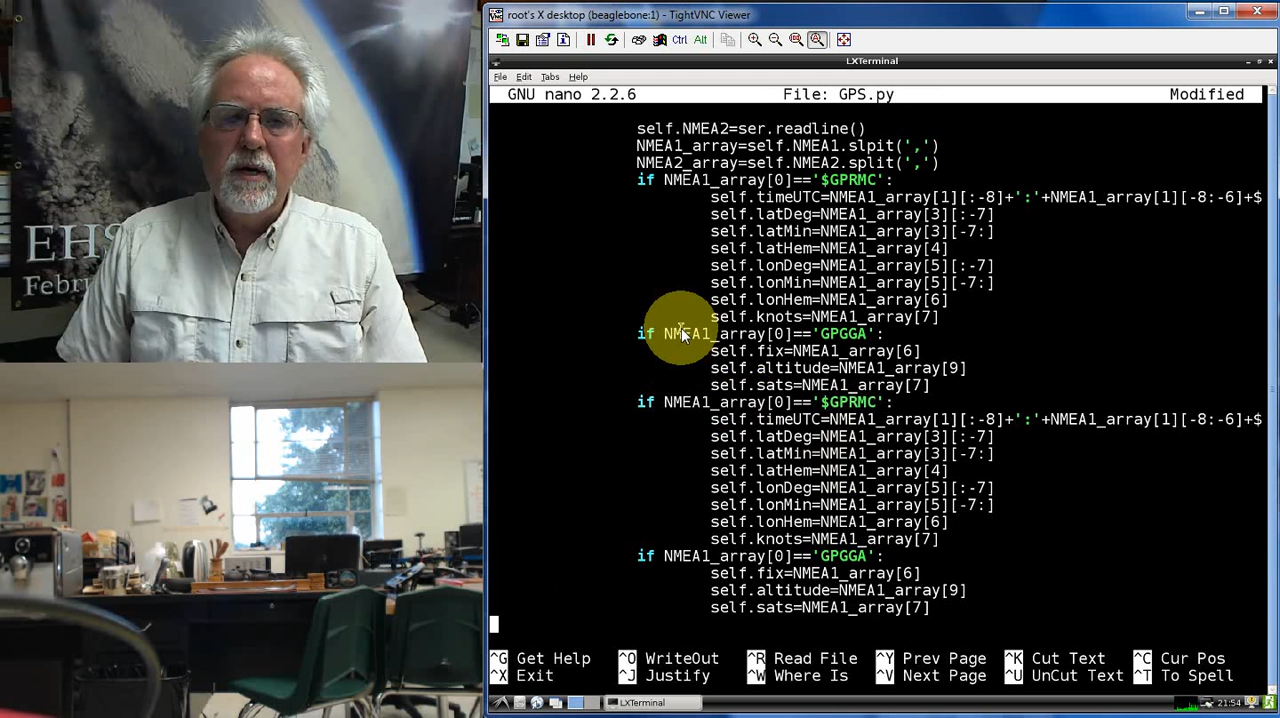 EHS
Febru
root's X desktop (beaglebone:1) - TightVNC Viewer
Ctrl Alt
LXTerminal
File Edit Tabs Help
GNU nano 2.2.6 File: GPS.py Modified
self.NMEA2=ser.readline()
NMEA1_array=self.NMEA1.slpit(',')
NMEA2_array=self.NMEA2.split(',')
if NMEA1_array[0]=='$GPRMC':
self.timeUTC=NMEA1_array[1][:-8]+':'+NMEA1_array[1][-8:-6]+$
self.latDeg=NMEA1_array[3][:-7]
self.latMin=NMEA1_array[3][-7:]
self.latHem=NMEA1_array[4]
self.lonDeg=NMEA1_array[5][:-7]
self.lonMin=NMEA1_array[5][-7:]
self.lonHem=NMEA1_array[6]
self.knots=NMEA1_array[7]
if NMEA1_array[0]=='GPGGA':
self.fix=NMEA1_array[6]
self.altitude=NMEA1_array[9]
self.sats=NMEA1_array[7]
if NMEA1_array[0]=='$GPRMC':
self.timeUTC=NMEA1_array[1][:-8]+':'+NMEA1_array[1][-8:-6]+$
self.latDeg=NMEA1_array[3][:-7]
self.latMin=NMEA1_array[3][-7:]
self.latHem=NMEA1_array[4]
self.lonDeg=NMEA1_array[5][:-7]
self.lonMin=NMEA1_array[5][-7:]
self.lonHem=NMEA1_array[6]
self.knots=NMEA1_array[7]
if NMEA1_array[0]=='GPGGA':
self.fix=NMEA1_array[6]
self.altitude=NMEA1_array[9]
self.sats=NMEA1_array[7]
^G Get Help ^O WriteOut ^R Read File ^Y Prev Page ^K Cut Text ^C Cur Pos
^X Exit ^J Justify ^W Where Is ^V Next Page ^U UnCut Text ^T To Spell
LXTerminal 21:54